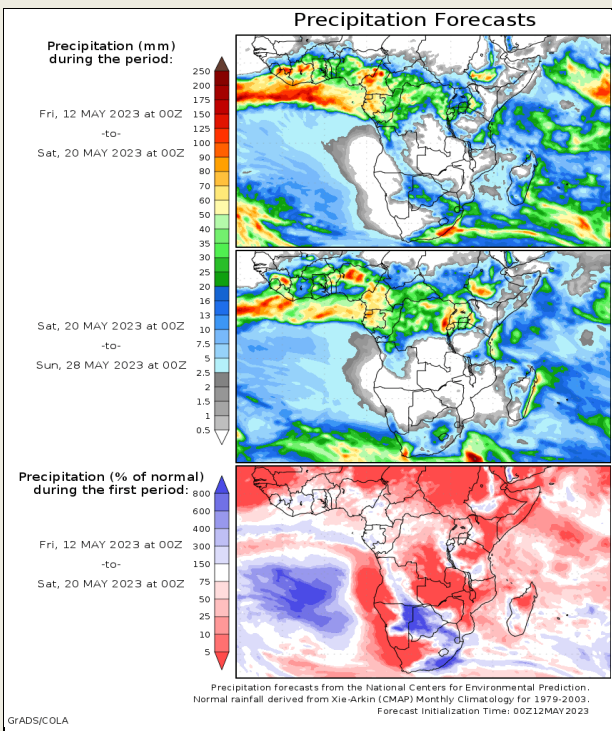 Precipitation Forecasts
Precipitation (mm)
during the period:
Fri, 12 MAY 2023 at 00Z
-to-
Sat, 20 MAY 2023 at 00Z
250
200
175
150
125
100
90
80
70
60
50
40
35
30
25
20
16
13
10
7.5
5
2.5
2
1.5
1
0.5
Sat, 20 MAY 2023 at 00Z
-to-
Sun, 28 MAY 2023 at 00Z
Precipitation (% of normal)
during the first period:
Fri, 12 MAY 2023 at 00Z
-to-
Sat, 20 MAY 2023 at 00Z
800
600
400
300
150
75
50
25
10
5
Precipitation forecasts from the National Centers for Environmental Prediction.
Normal rainfall derived from Xie-Arkin (CMAP) Monthly Climatology for 1979-2003.
Forecast Initialization Time: 00Z12MAY2023
GrADS/COLA